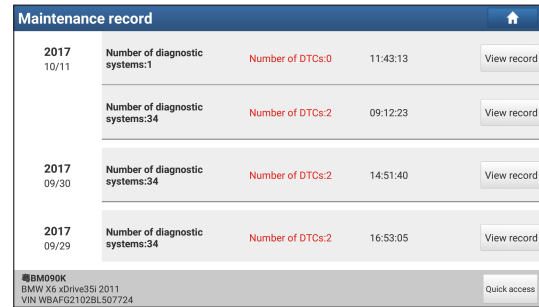 Maintenance record
2017
10/11
Number of diagnostic
systems:1
Number of DTCs:0
11:43:13
View record
Number of diagnostic
systems:34
Number of DTCs:2
09:12:23
View record
2017
09/30
Number of diagnostic
systems:34
Number of DTCs:2
14:51:40
View record
2017
09/29
Number of diagnostic
systems:34
Number of DTCs:2
16:53:05
View record
粤BM090K
BMW X6 xDrive35i 2011
VIN WBAFG2102BL507724
Quick access